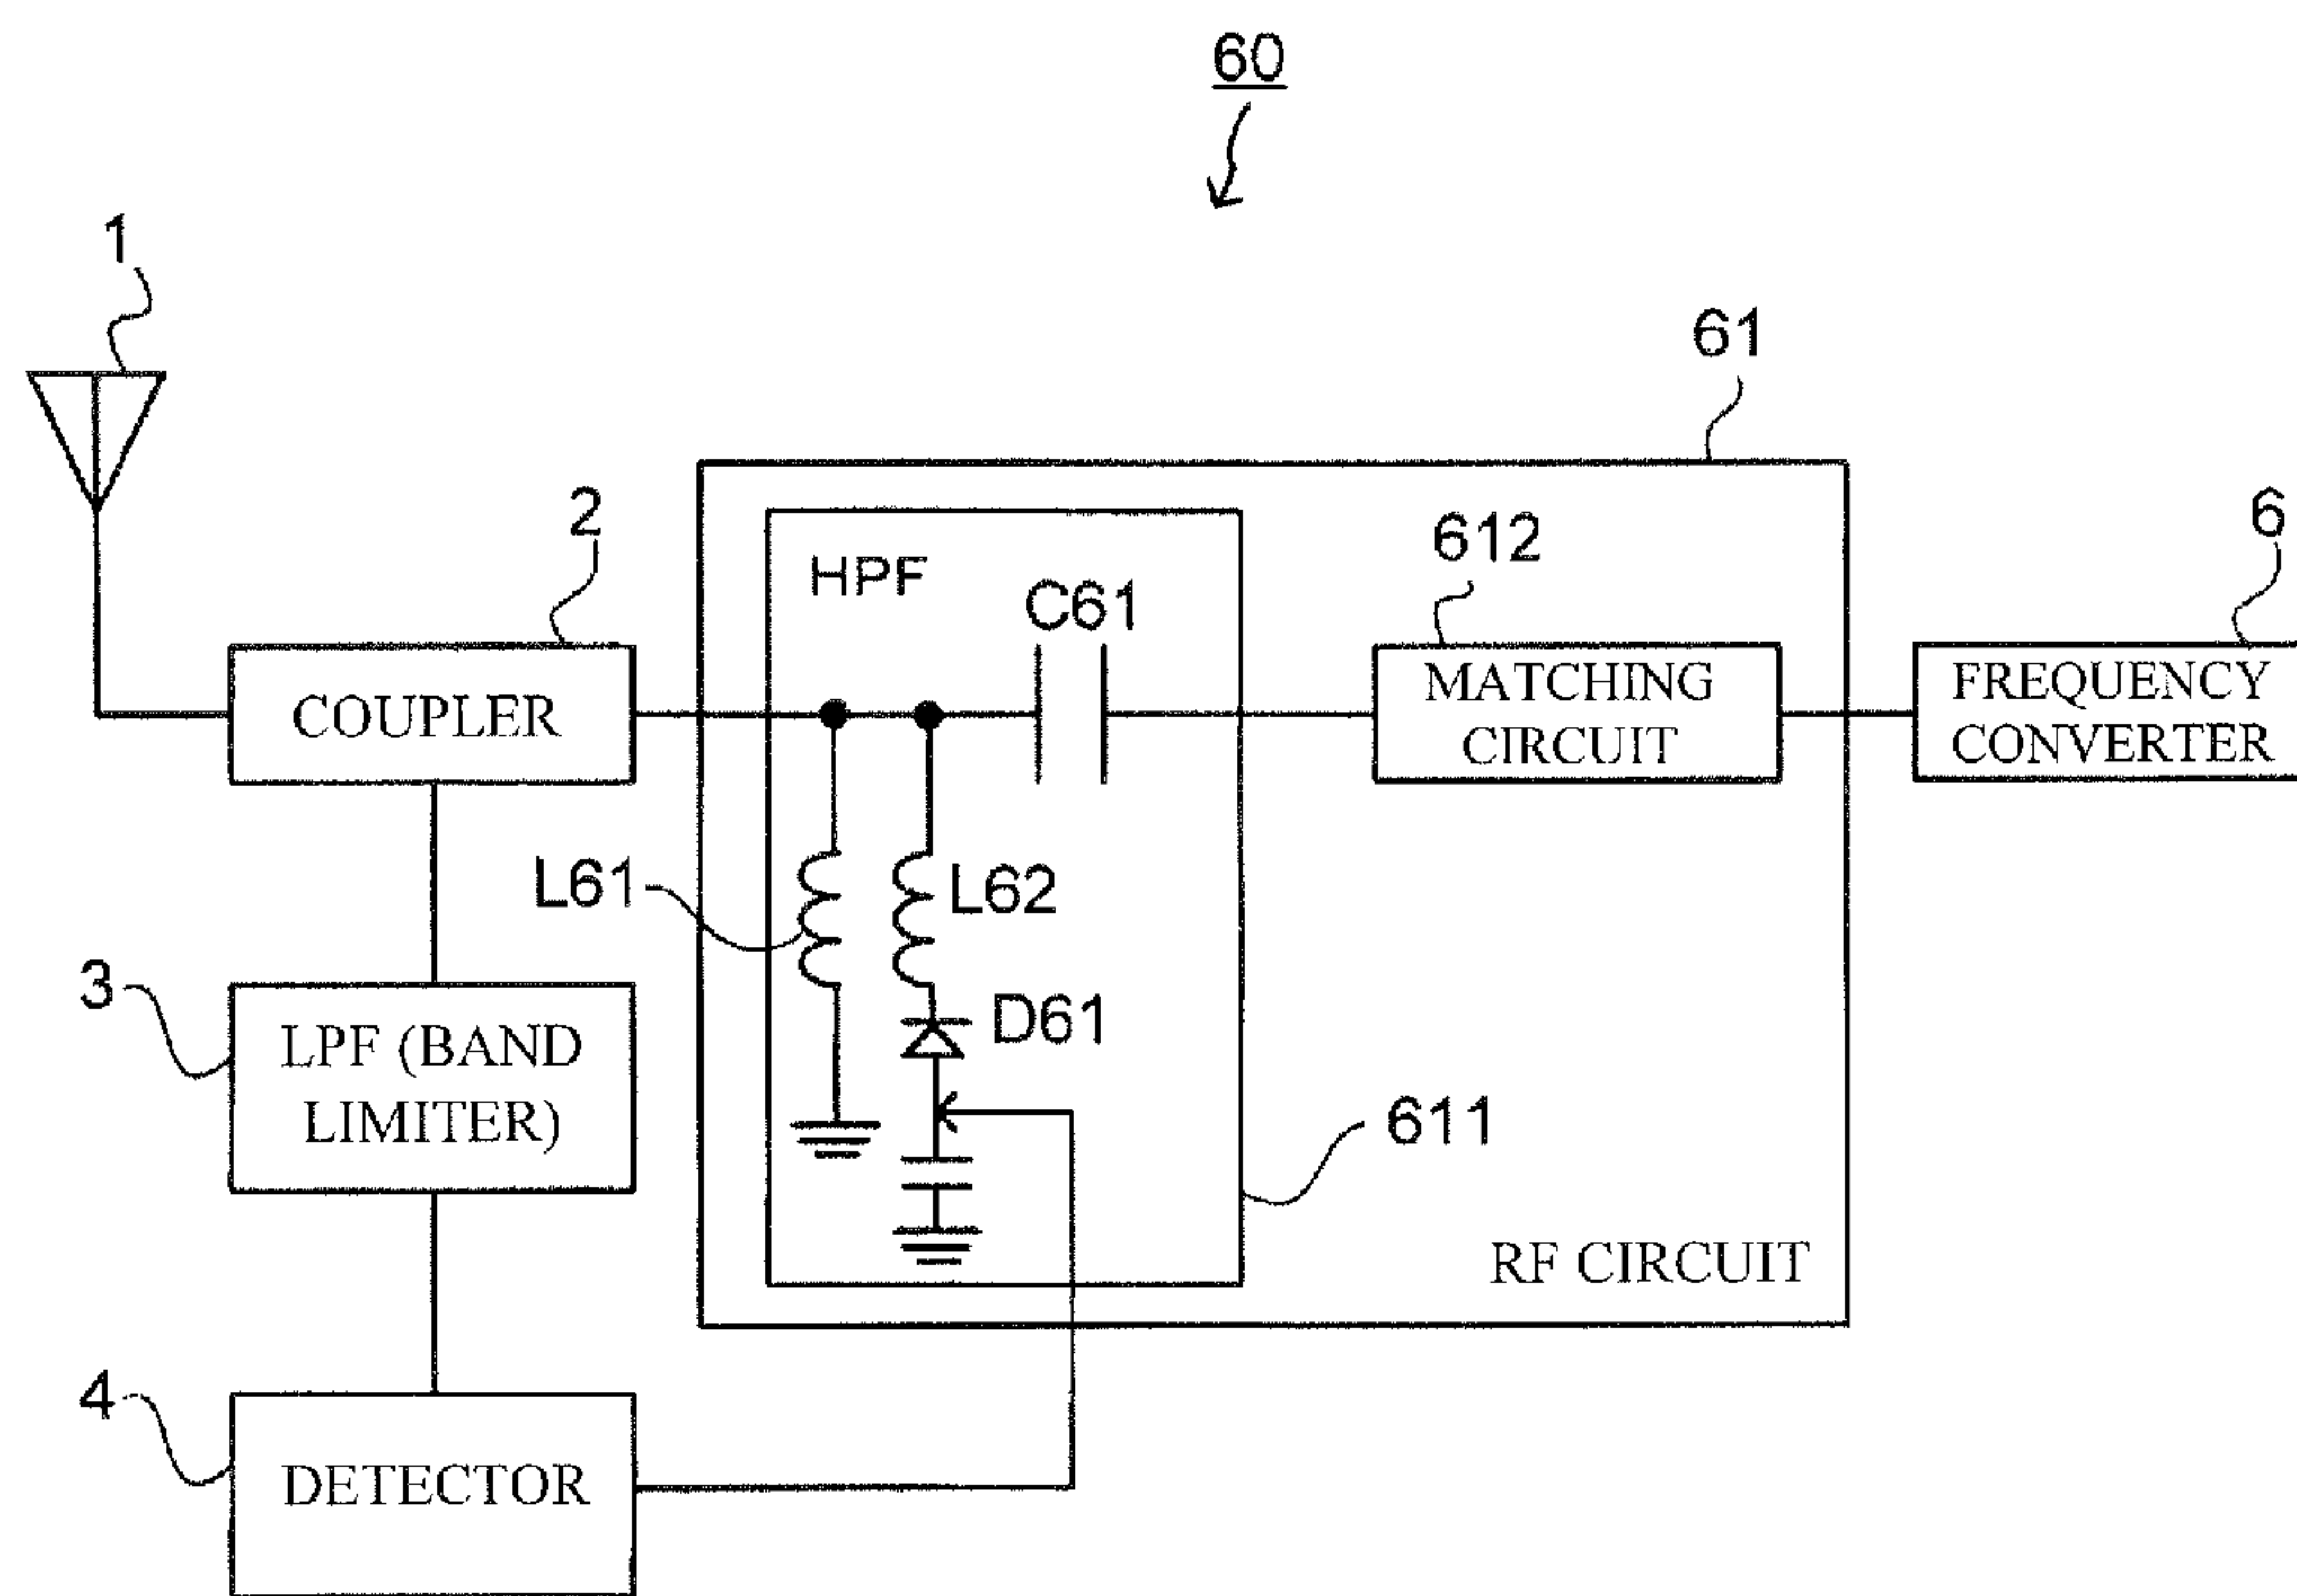 60
1
61
2
612
6
HPF
C61
COUPLER
MATCHING
CIRCUIT
FREQUENCY
CONVERTER
L61
L62
3
D61
LPF (BAND
LIMITER)
611
RF CIRCUIT
4
DETECTOR